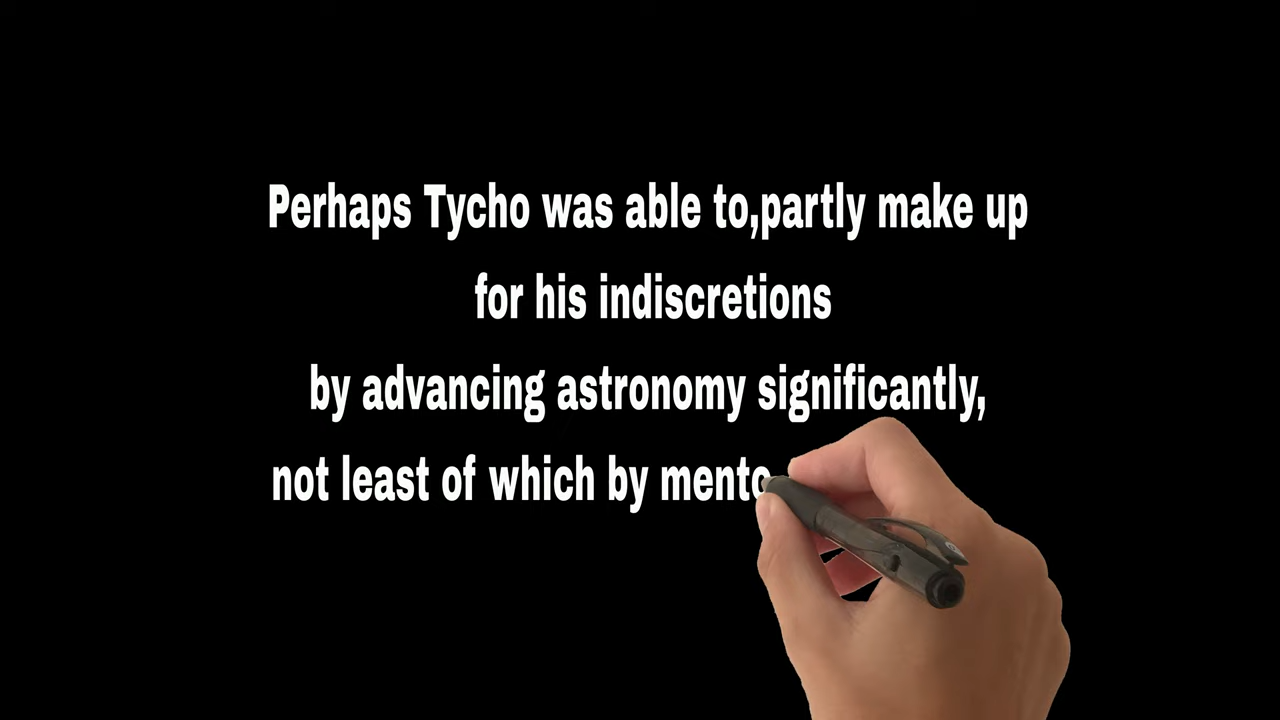 Perhaps Tycho was able to,partly make up
for his indiscretions
by advancing astronomy significantly,
not least of which by